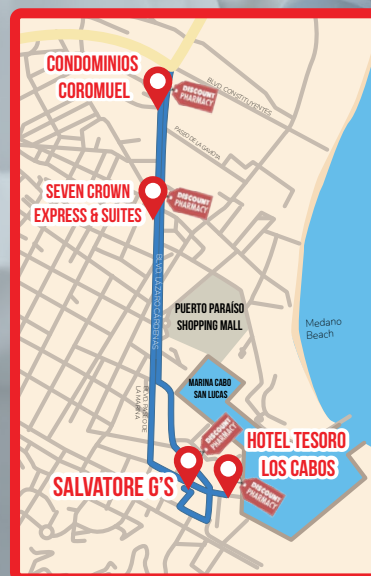 CONDOMINIOS
COROMUEL
DISCOUNT
PHARMACY
BLVD. CONSTITUYENTES
PASEO DE LA GAVIOTA
SEVEN CROWN
EXPRESS & SUITES
DISCOUNT
PHARMACY
BLVD. LÁZARO CÁRDENAS
PUERTO PARAÍSO
SHOPPING MALL
Medano
Beach
MARINA CABO
SAN LUCAS
BLVD. PASEO DE
LA MARINA
DISCOUNT
PHARMACY
HOTEL TESORO
LOS CABOS
SALVATORE G'S
DISCOUNT
PHARMACY